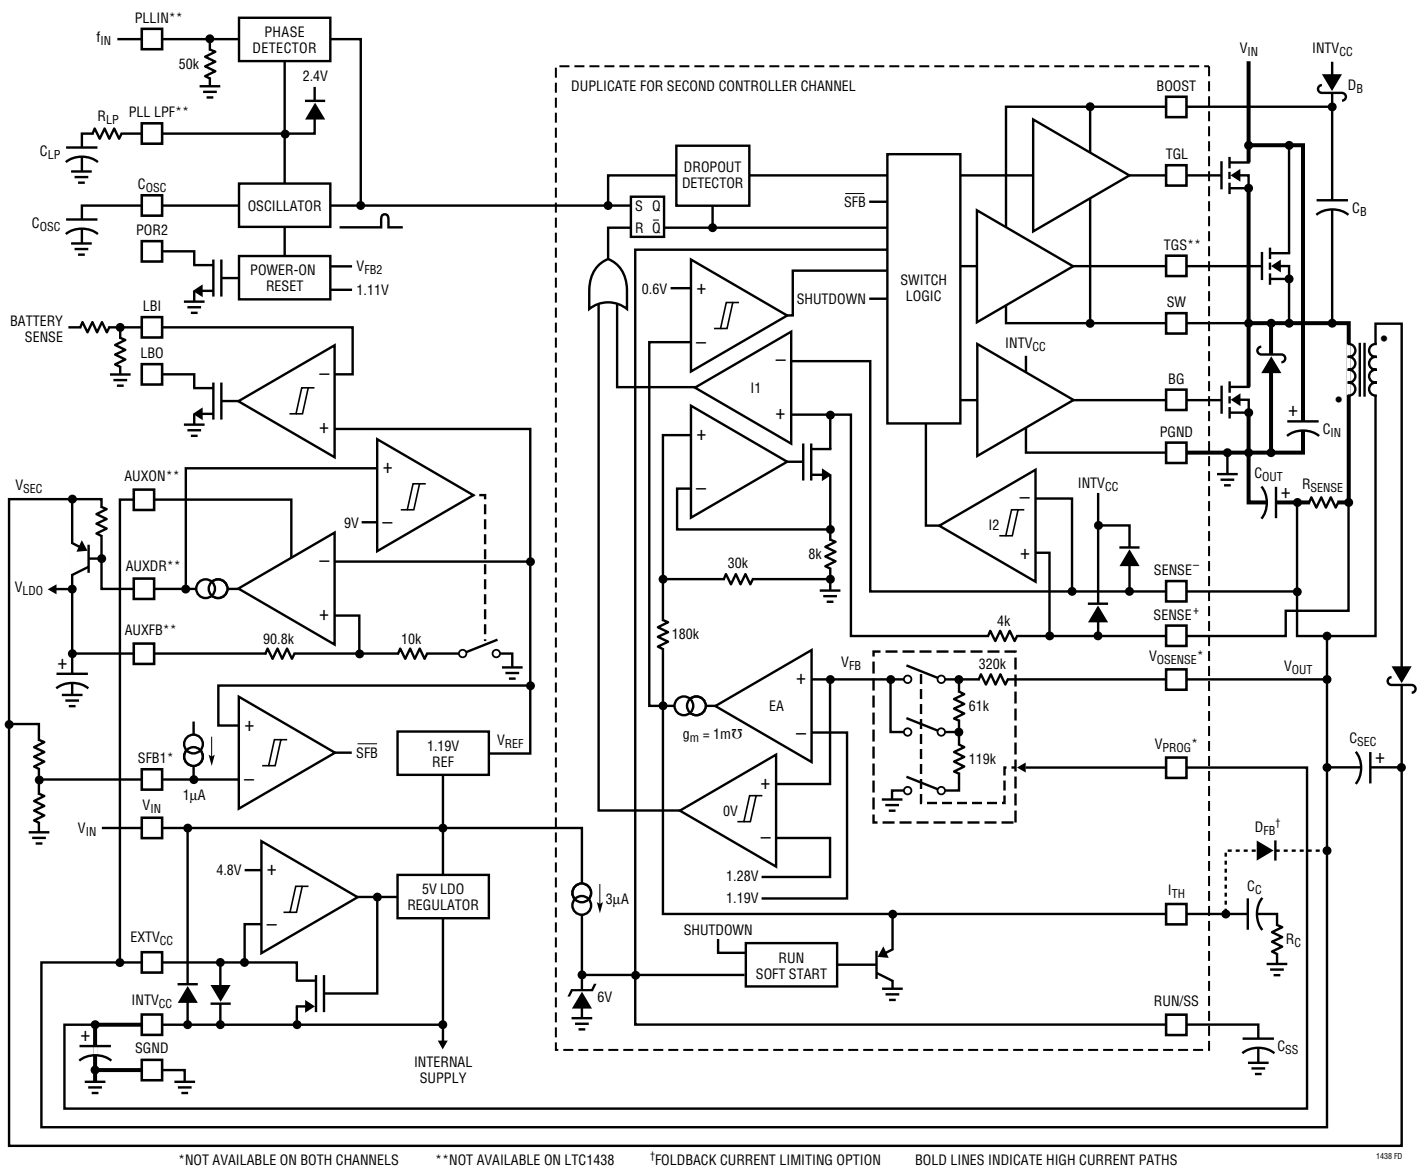 PLLIN**
fIN
50k
PHASE
DETECTOR
2.4V
RLP
PLL LPF**
CLP
COSC
COSC
OSCILLATOR
POR2
POWER-ON
RESET
VFB2
1.11V
BATTERY
SENSE
LBI
LBO
–
+
AUXON**
VSEC
+
9V
–
AUXDR**
VLDO
–
+
AUXFB**
90.8k
10k
+
+
–
SFB
SFB1*
1µA
1.19V
REF
VREF
VIN
VIN
4.8V
+
–
5V LDO
REGULATOR
3µA
EXTVCC
INTVCC
+
SGND
INTERNAL
SUPPLY
6V
DUPLICATE FOR SECOND CONTROLLER CHANNEL
DROPOUT
DETECTOR
S Q
R Q
SFB
SHUTDOWN
SWITCH
LOGIC
0.6V
+
–
I1
–
+
+
–
8k
30k
180k
INTVCC
I2
–
+
INTVCC
4k
VFB
320k
61k
119k
EA
+
–
gm = 1m℧
0V
+
–
1.28V
1.19V
SHUTDOWN
RUN
SOFT START
VIN
INTVCC
DB
BOOST
TGL
CB
TGS**
SW
BG
PGND
+
CIN
COUT
+
RSENSE
SENSE–
SENSE+
VOSENSE*
VOUT
VPROG*
CSEC
+
DFB†
ITH
CC
RC
RUN/SS
CSS
*NOT AVAILABLE ON BOTH CHANNELS **NOT AVAILABLE ON LTC1438 †FOLDBACK CURRENT LIMITING OPTION BOLD LINES INDICATE HIGH CURRENT PATHS
1438 FD